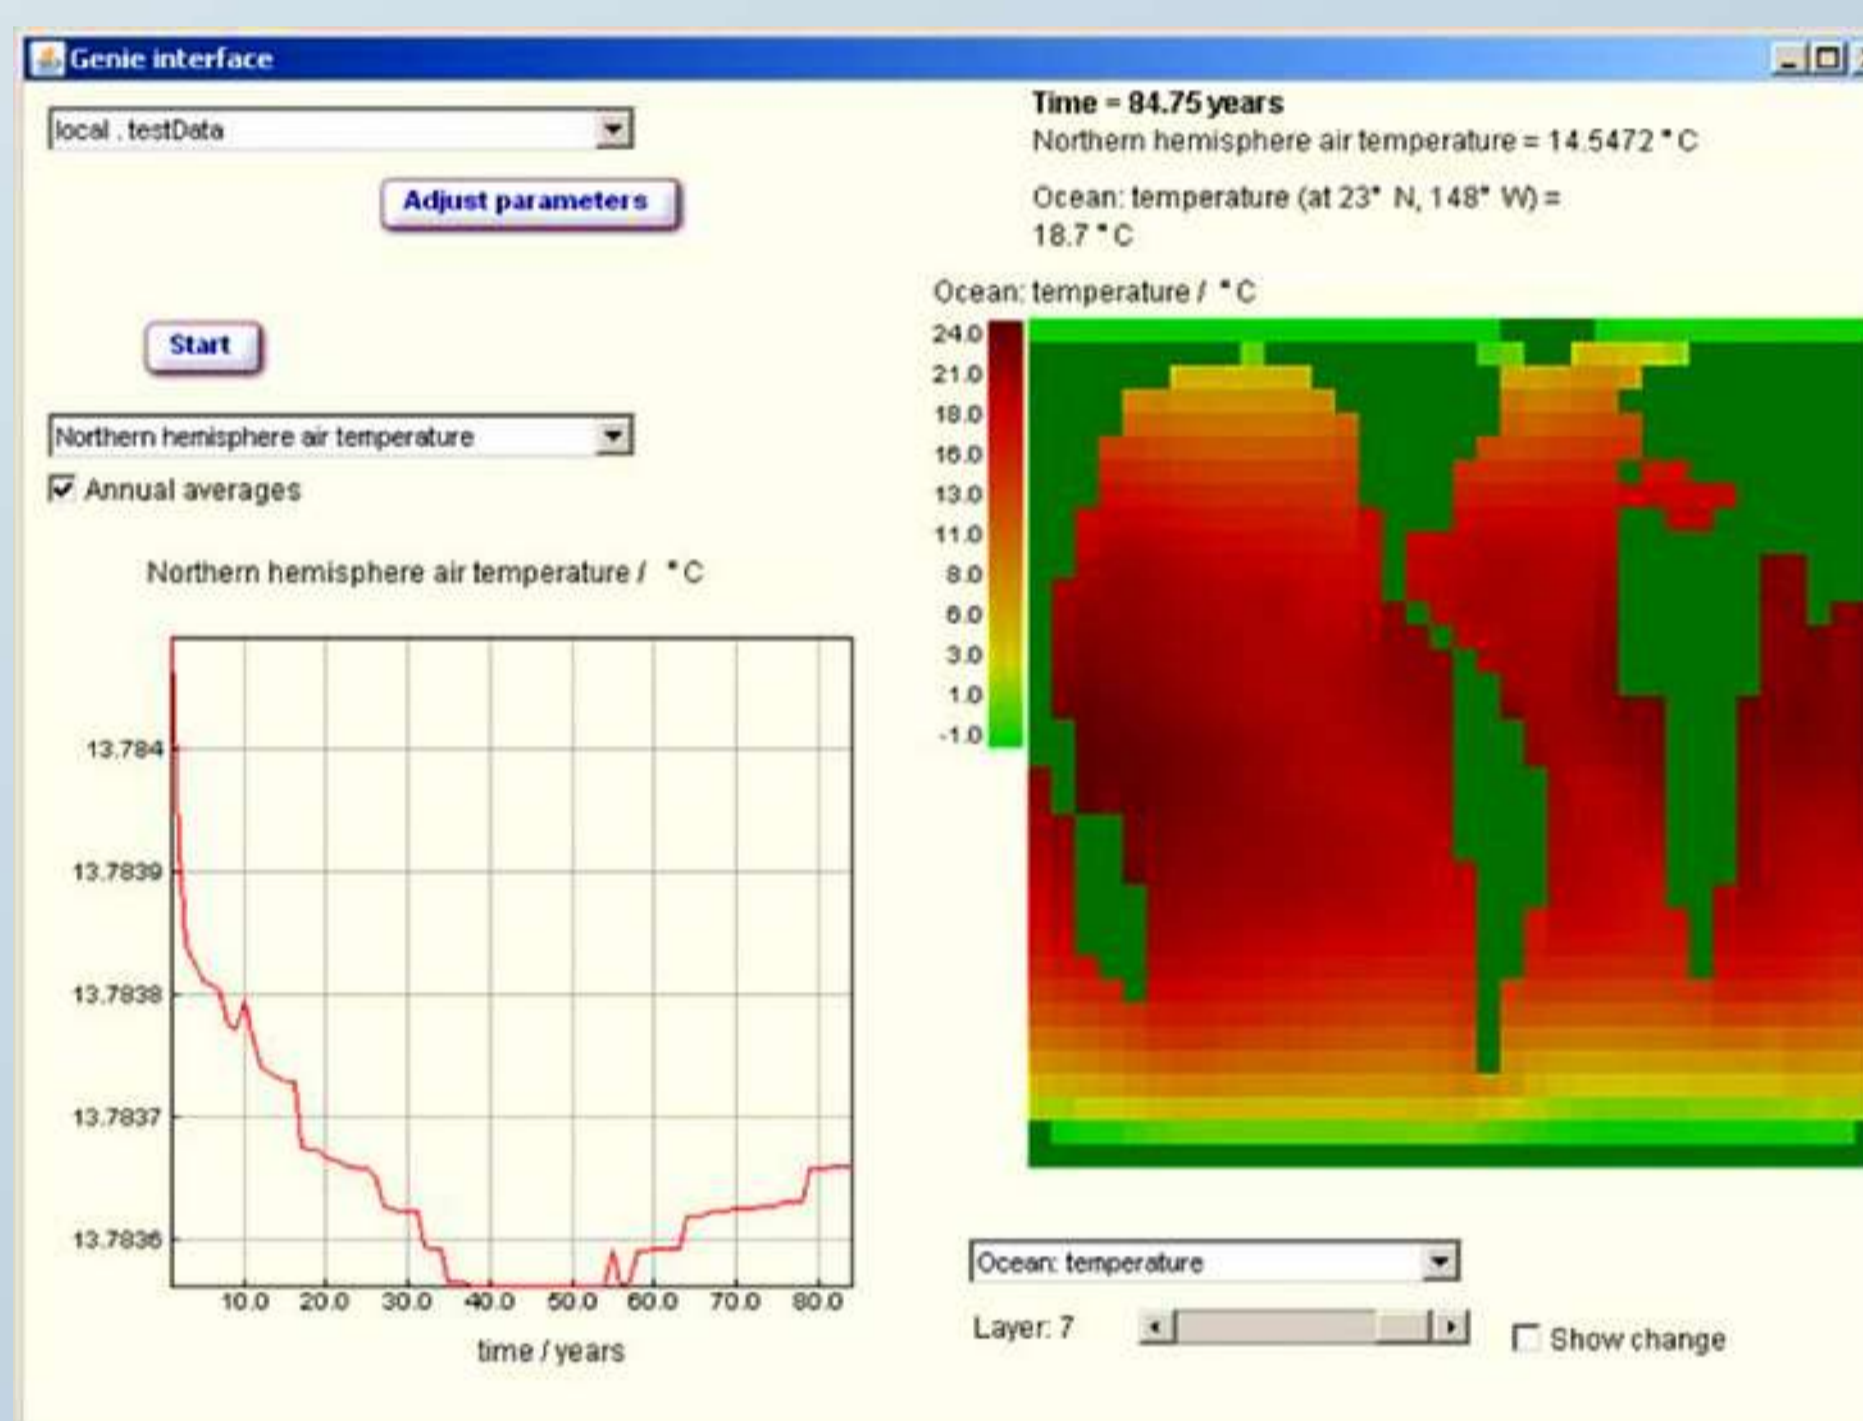 Genie interface
local . testData
Adjust parameters
Start
Northern hemisphere air temperature
Annual averages
Northern hemisphere air temperature / °C
13.784
13.7839
13.7838
13.7837
13.7836
10.0 20.0 30.0 40.0 50.0 60.0 70.0 80.0
time / years
Time = 84.75 years
Northern hemisphere air temperature = 14.5472 °C
Ocean: temperature (at 23° N, 148° W) =
18.7 °C
Ocean: temperature / °C
24.0
21.0
18.0
16.0
13.0
11.0
8.0
6.0
3.0
1.0
-1.0
Ocean: temperature
Layer: 7
Show change